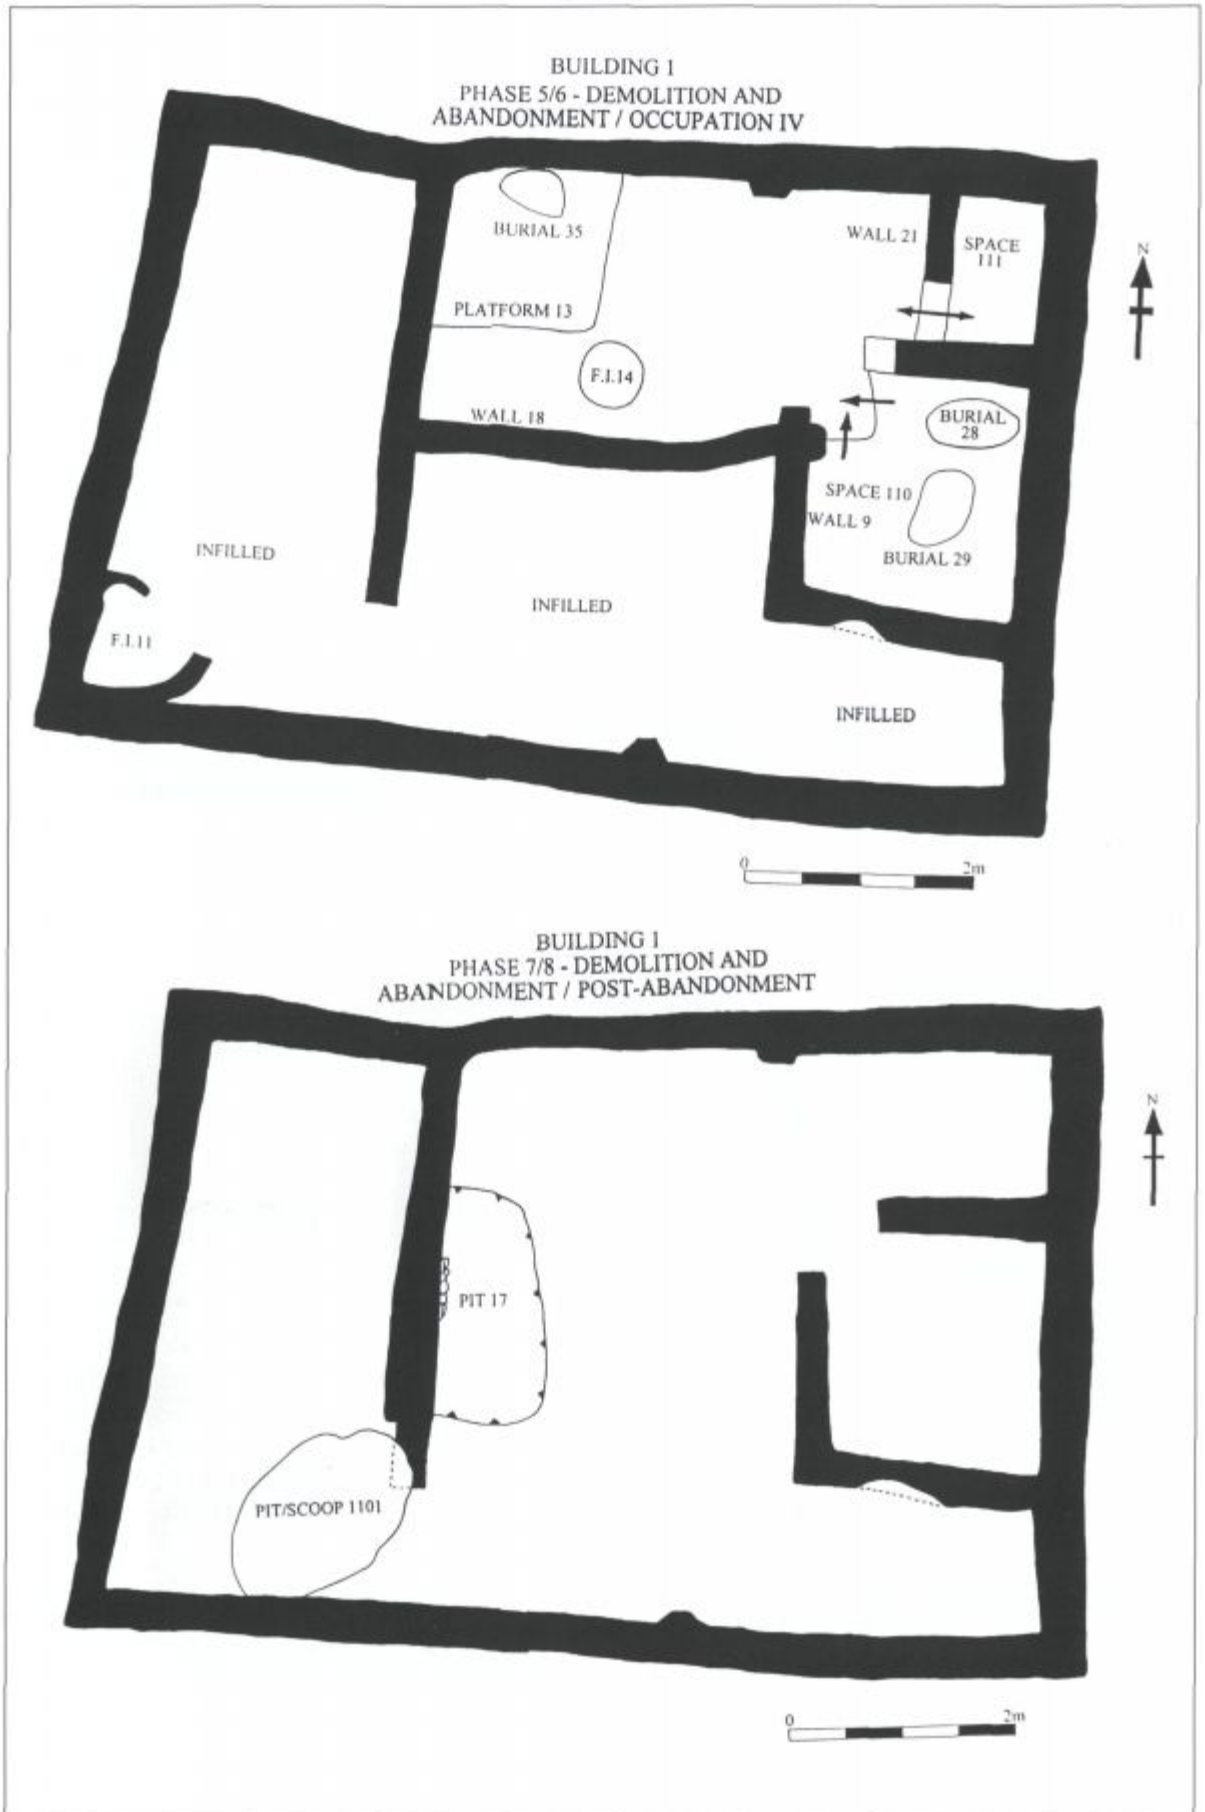 BUILDING 1
PHASE 5/6 - DEMOLITION AND
ABANDONMENT / OCCUPATION IV
BURIAL 35
WALL 21
SPACE
111
N
PLATFORM 13
F.I.14
WALL 18
BURIAL
28
SPACE 110
WALL 9
BURIAL 29
INFILLED
INFILLED
F.I.11
INFILLED
0 2m
BUILDING 1
PHASE 7/8 - DEMOLITION AND
ABANDONMENT / POST-ABANDONMENT
N
PIT 17
PIT/SCOOP 1101
0 2m